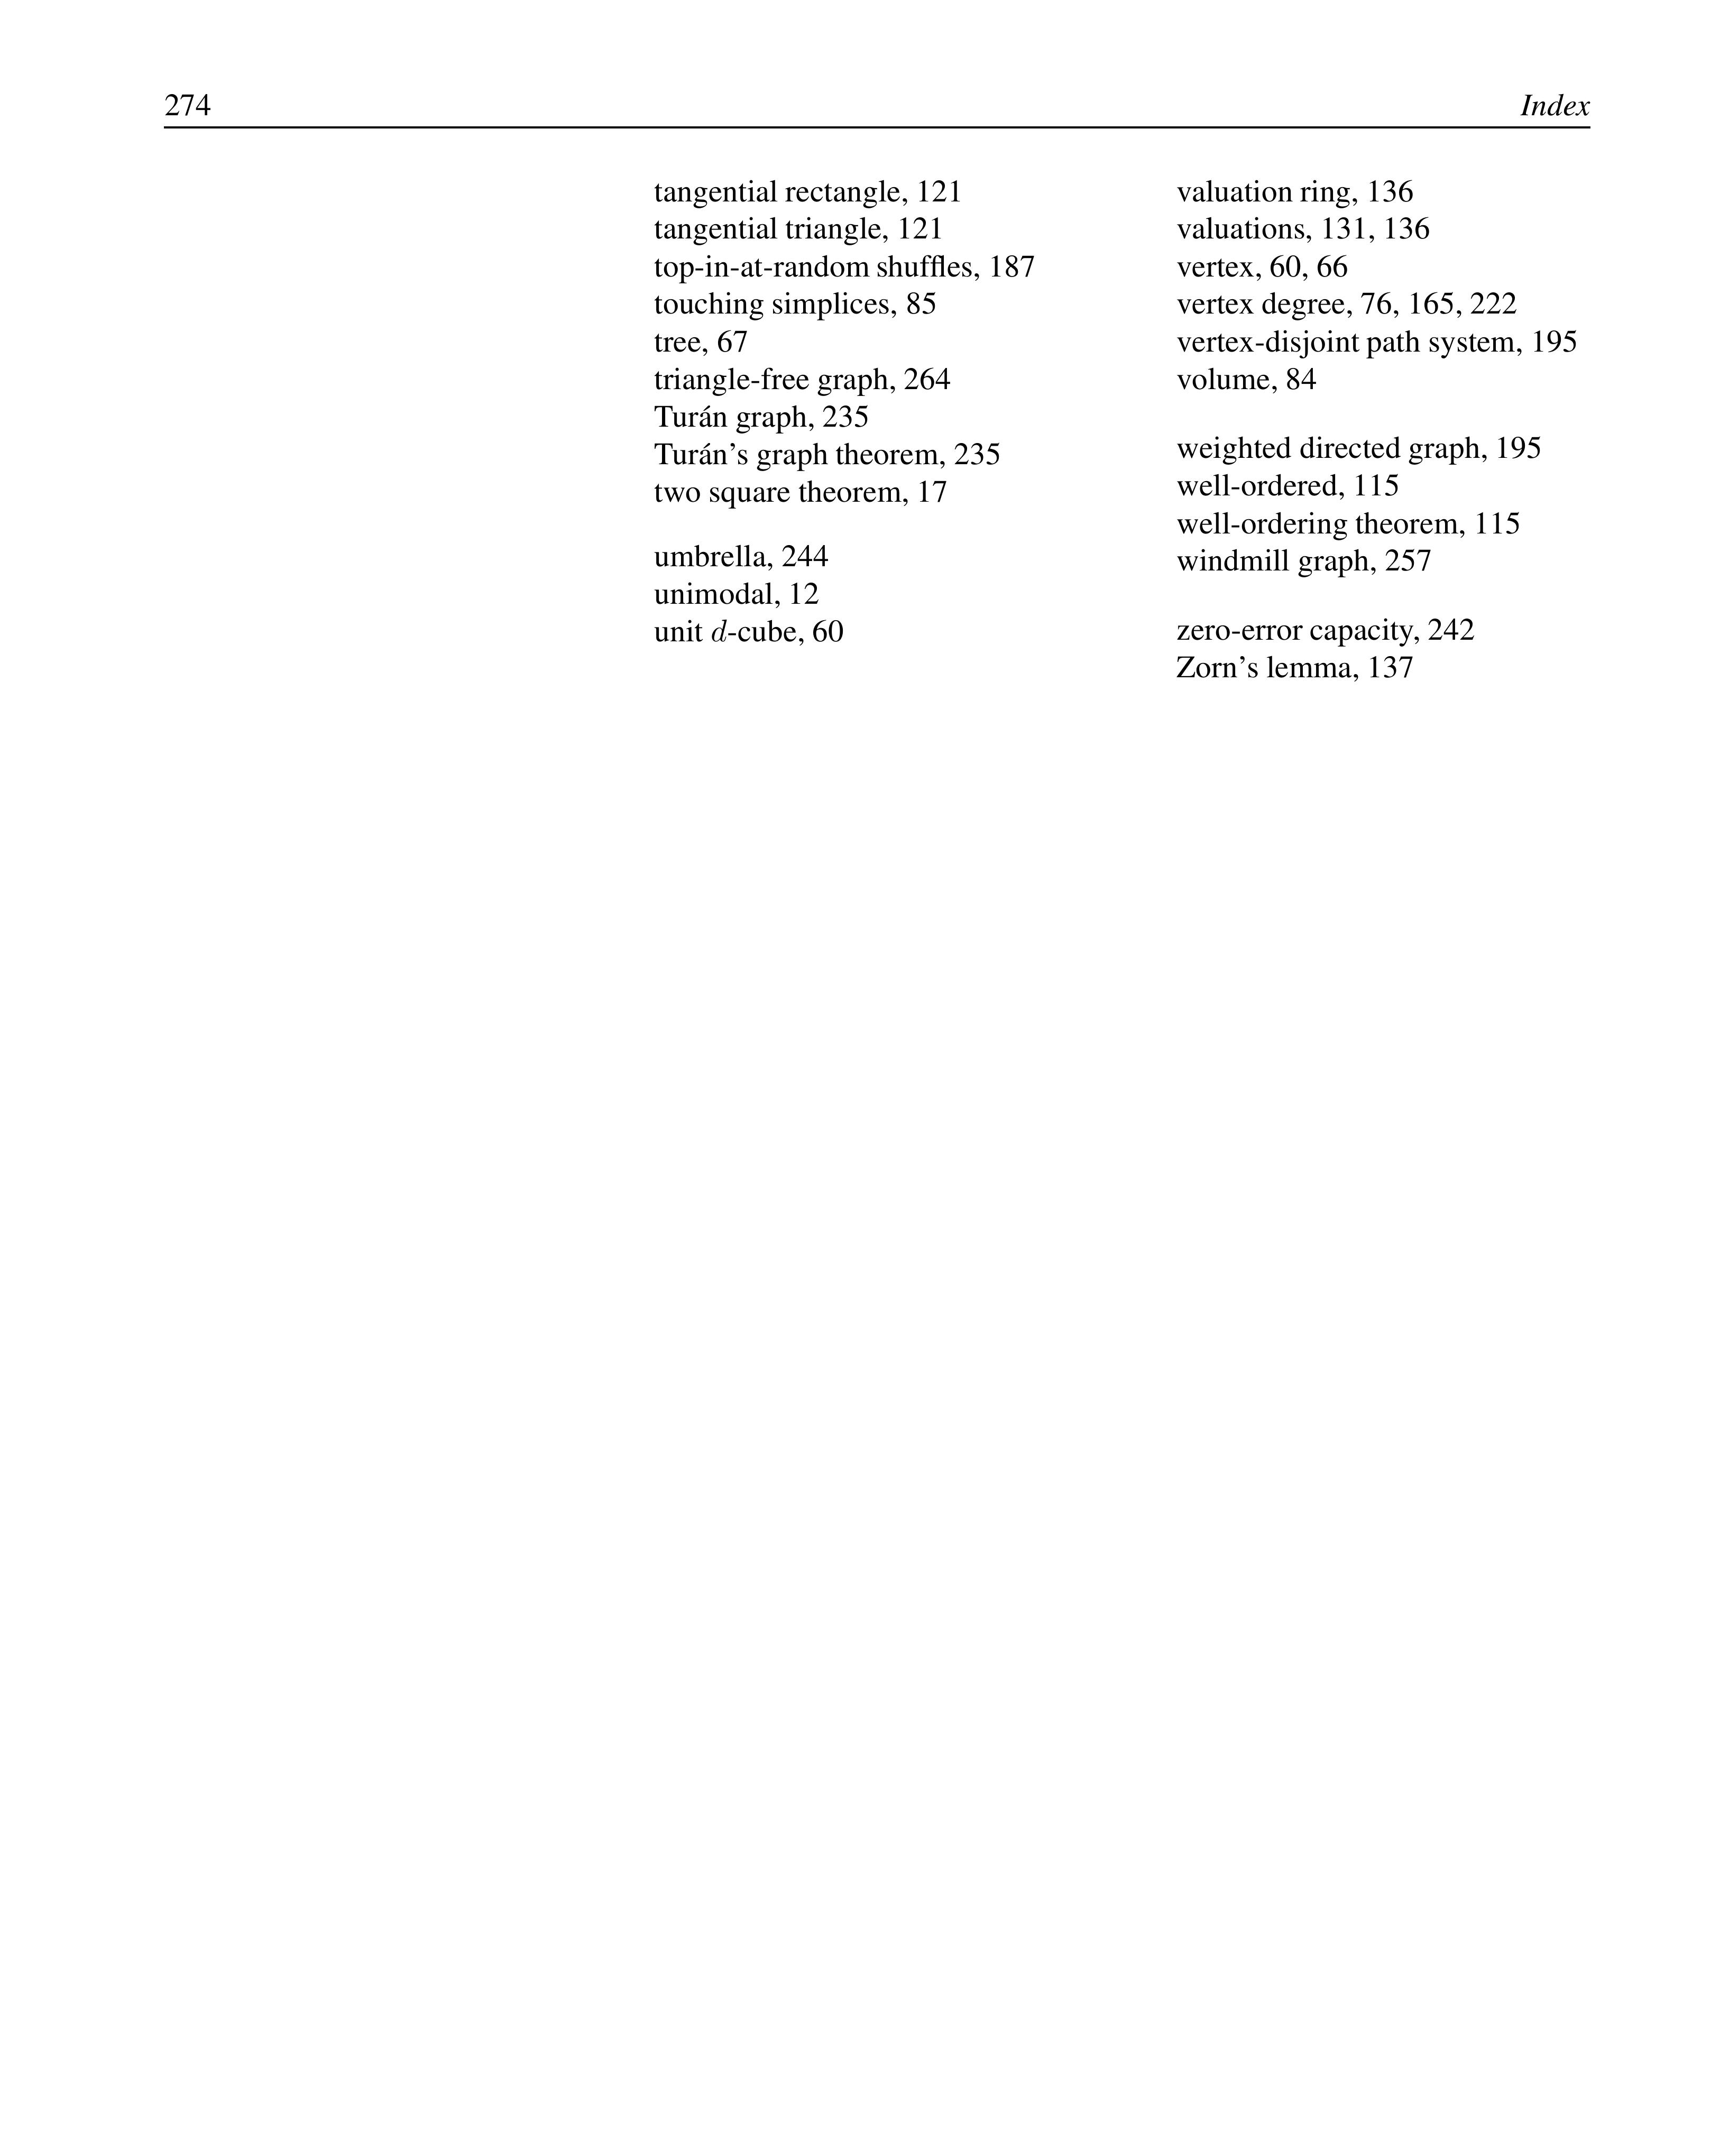 274 Index
tangential rectangle, 121
tangential triangle, 121
top-in-at-random shuffles, 187
touching simplices, 85
tree, 67
triangle-free graph, 264
Turán graph, 235
Turán’s graph theorem, 235
two square theorem, 17
umbrella, 244
unimodal, 12
unit d-cube, 60
valuation ring, 136
valuations, 131, 136
vertex, 60, 66
vertex degree, 76, 165, 222
vertex-disjoint path system, 195
volume, 84
weighted directed graph, 195
well-ordered, 115
well-ordering theorem, 115
windmill graph, 257
zero-error capacity, 242
Zorn’s lemma, 137